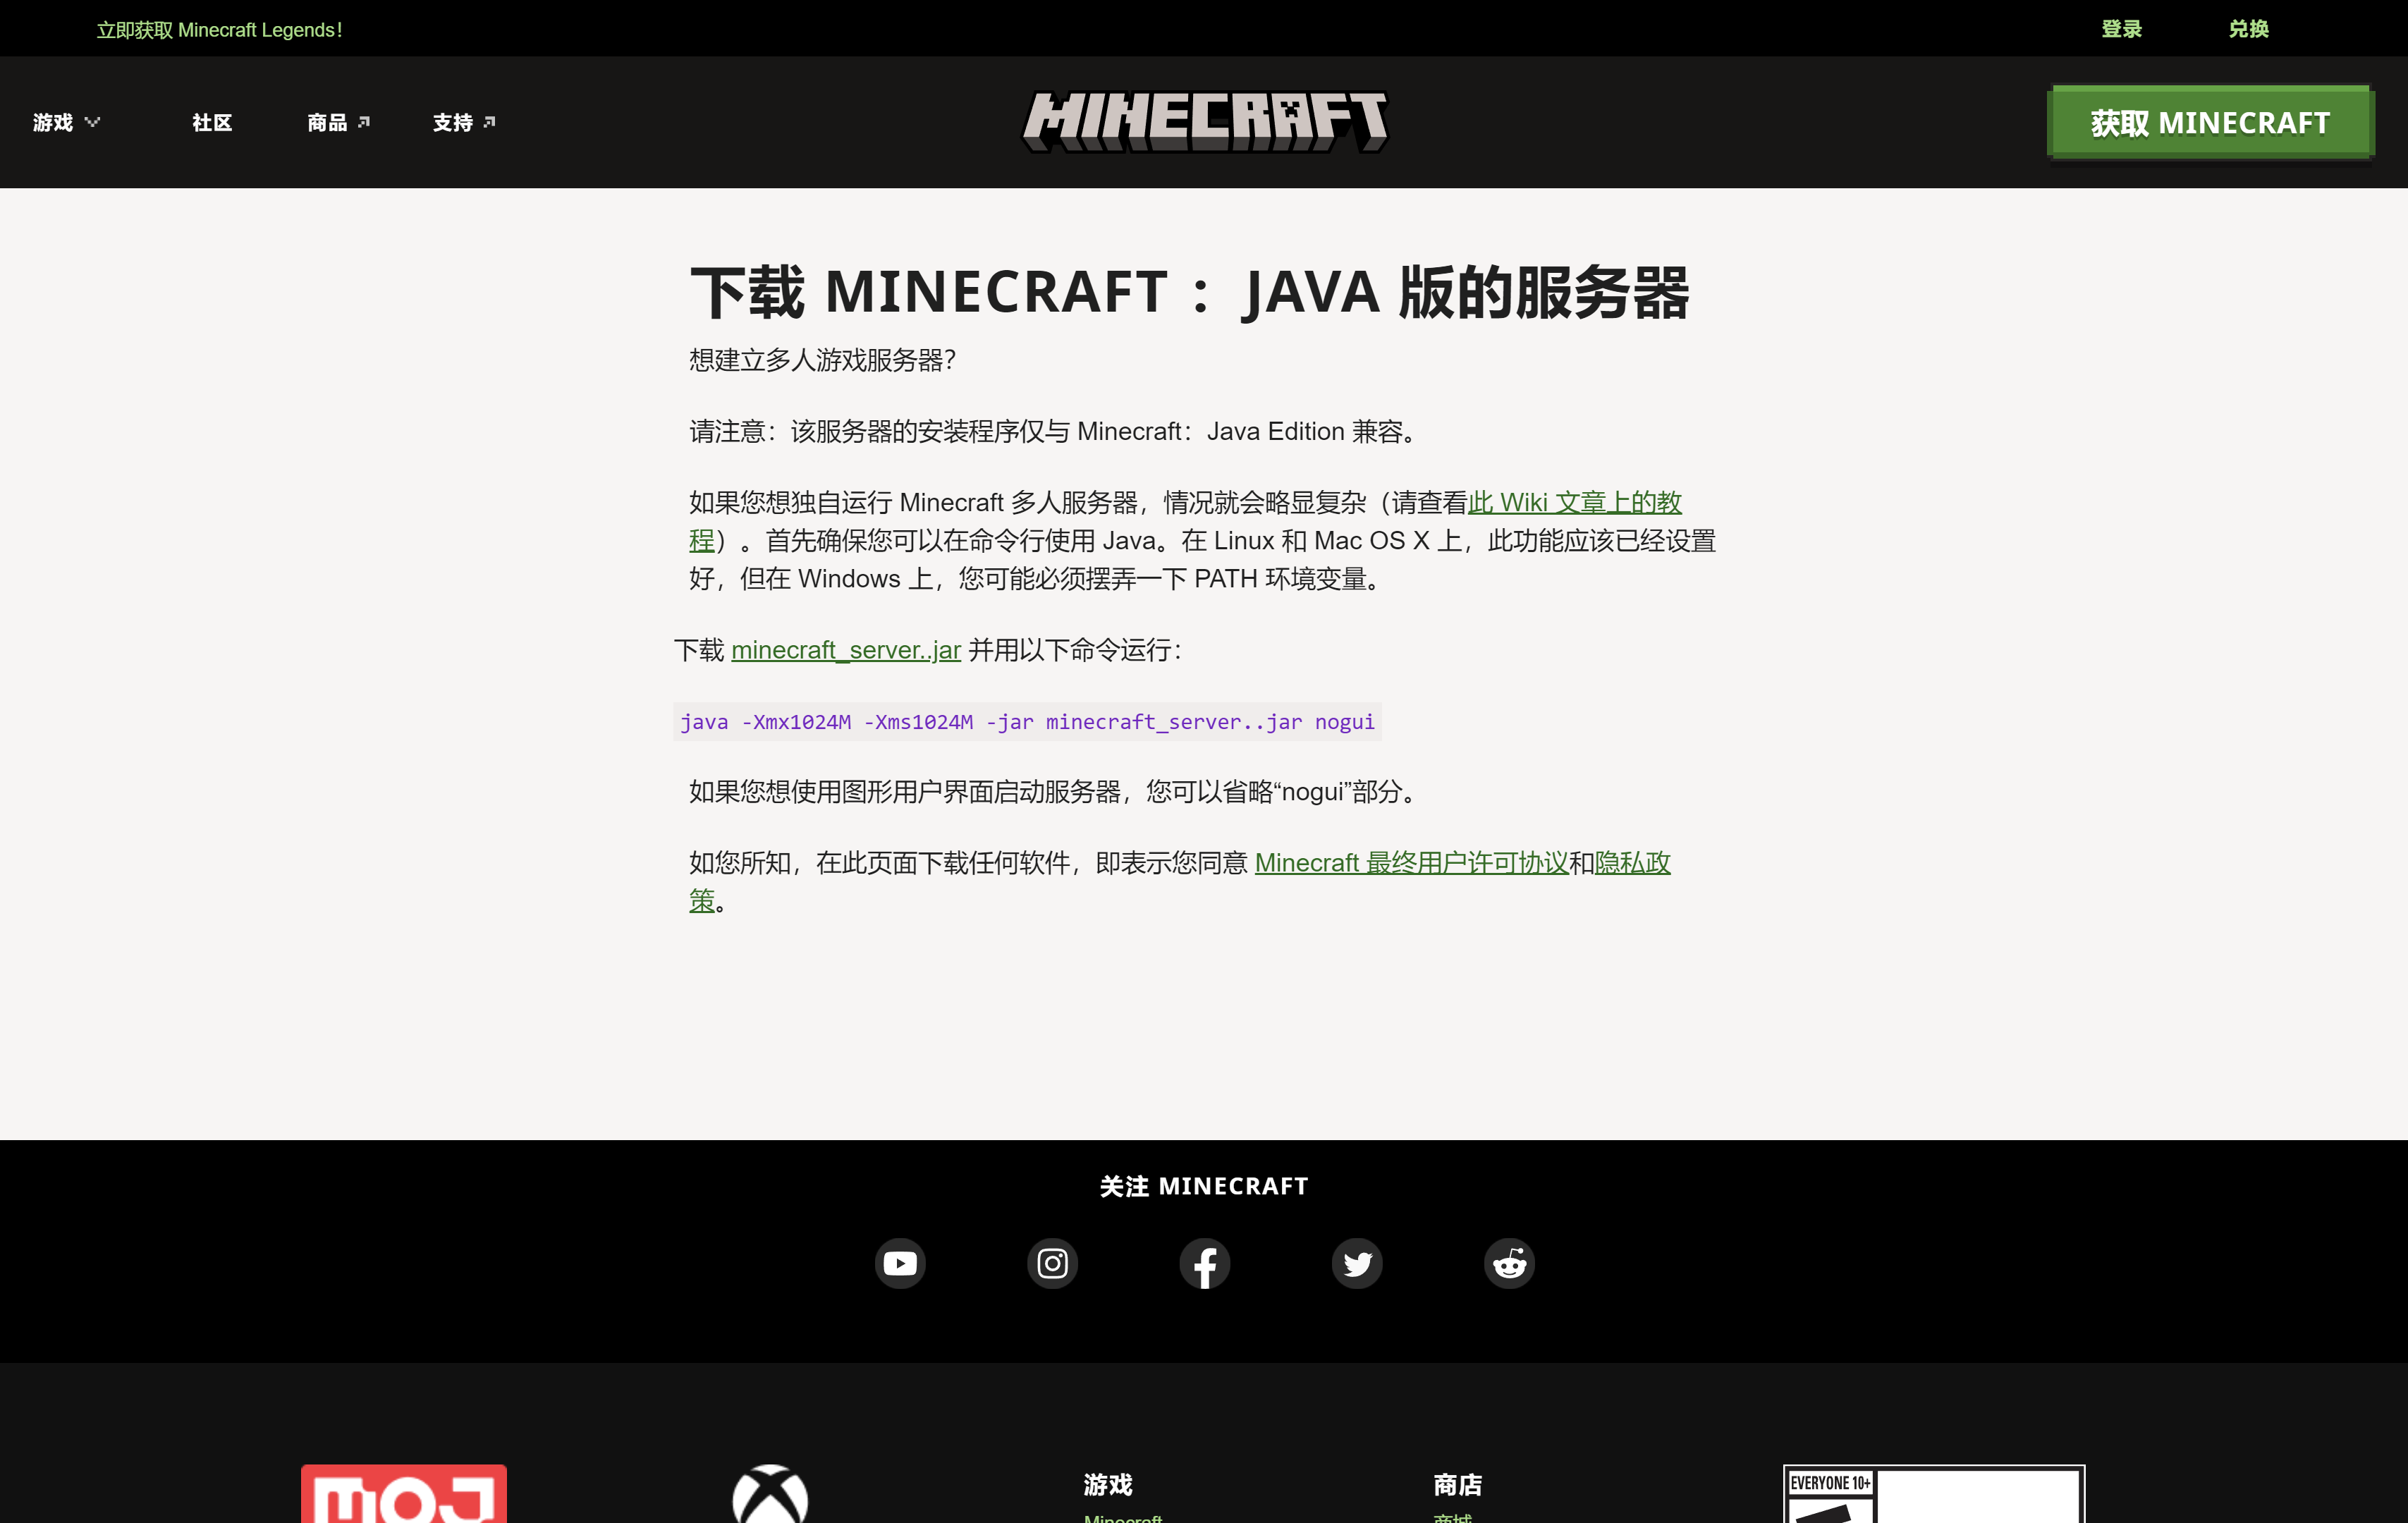 立即获取 Minecraft Legends！
登录
兑换
游戏
社区
商品
支持
MINECRAFT
获取 MINECRAFT
下载 MINECRAFT ：JAVA 版的服务器
想建立多人游戏服务器？
请注意：该服务器的安装程序仅与 Minecraft：Java Edition 兼容。
如果您想独自运行 Minecraft 多人服务器，情况就会略显复杂（请查看此 Wiki 文章上的教
程）。首先确保您可以在命令行使用 Java。在 Linux 和 Mac OS X 上，此功能应该已经设置
好，但在 Windows 上，您可能必须摆弄一下 PATH 环境变量。
下载 minecraft_server..jar 并用以下命令运行：
java -Xmx1024M -Xms1024M -jar minecraft_server..jar nogui
如果您想使用图形用户界面启动服务器，您可以省略“nogui”部分。
如您所知，在此页面下载任何软件，即表示您同意 Minecraft 最终用户许可协议和隐私政
策。
关注 MINECRAFT
MOJ
游戏
商店
EVERYONE 10+
Minecraft
商城